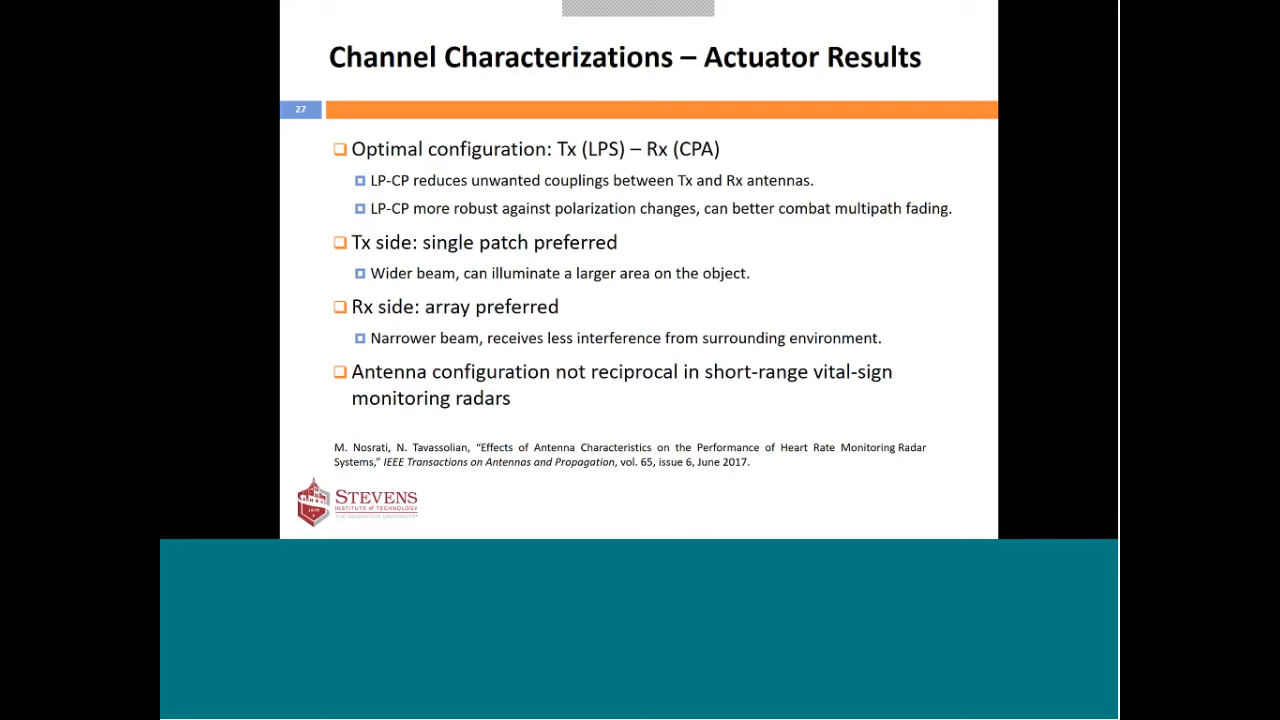 Channel Characterizations – Actuator Results
27
Optimal configuration: Tx (LPS) – Rx (CPA)
LP-CP reduces unwanted couplings between Tx and Rx antennas.
LP-CP more robust against polarization changes, can better combat multipath fading.
Tx side: single patch preferred
Wider beam, can illuminate a larger area on the object.
Rx side: array preferred
Narrower beam, receives less interference from surrounding environment.
Antenna configuration not reciprocal in short-range vital-sign
monitoring radars
M. Nosrati, N. Tavassolian, “Effects of Antenna Characteristics on the Performance of Heart Rate Monitoring Radar
Systems,” IEEE Transactions on Antennas and Propagation, vol. 65, issue 6, June 2017.
STEVENS
INSTITUTE of TECHNOLOGY
THE INNOVATION UNIVERSITY®
1870